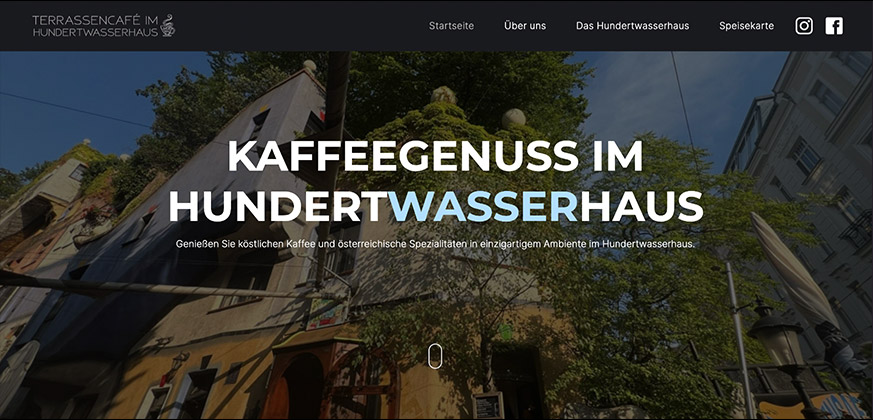 TERRASSENCAFÉ IM
HUNDERTWASSERHAUS
Startseite
Über uns
Das Hundertwasserhaus
Speisekarte
KAFFEEGENUSS IM
HUNDERTWASSERHAUS
Genießen Sie köstlichen Kaffee und österreichische Spezialitäten in einzigartigem Ambiente im Hundertwasserhaus.